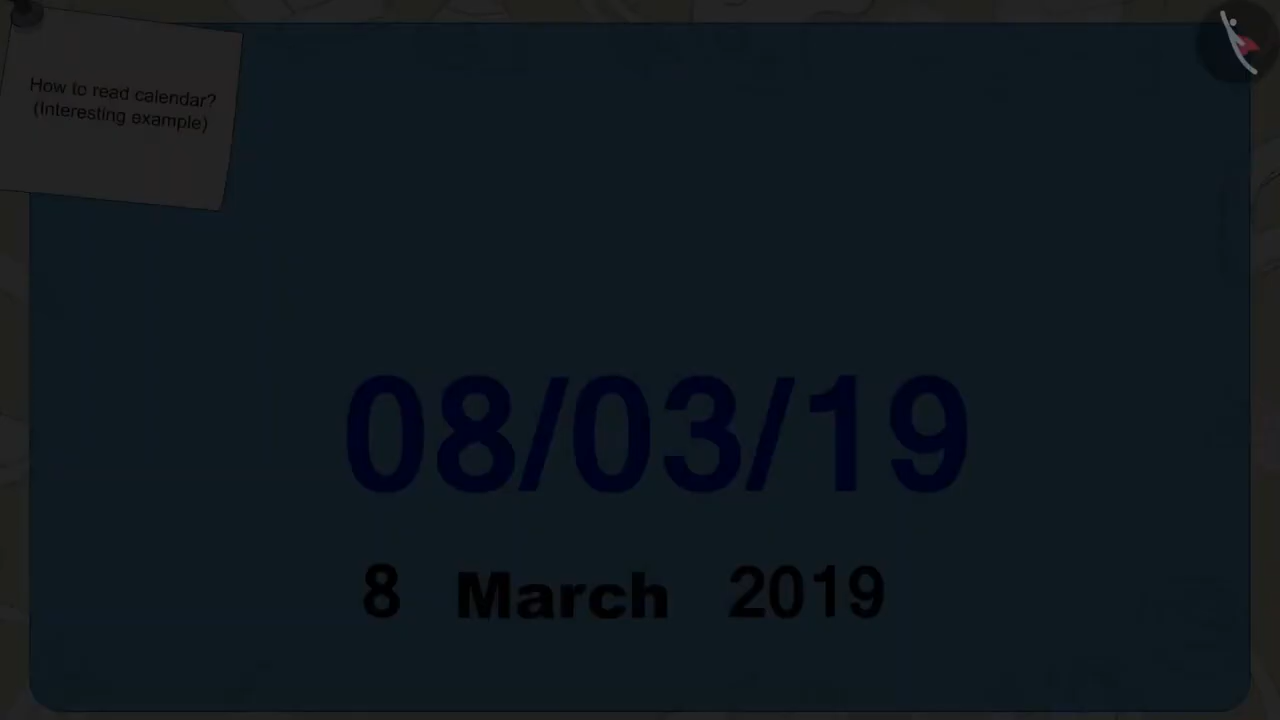 How to read calendar?
(Interesting example)
08/03/19
8 March 2019